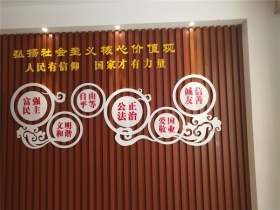 弘扬社会主义核心价值观
人民有信仰 国家才有力量
富强
民主
文明
和谐
自由
平等
公正
法治
爱国
敬业
诚信
友善